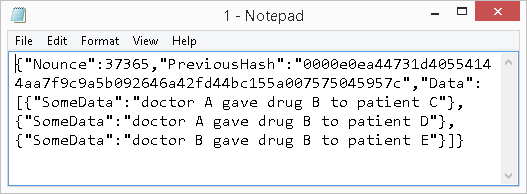 1 - Notepad
File Edit Format View Help
{"Nounce":37365,"PreviousHash":"0000e0ea44731d4055414
4aa7f9c9a5b092646a42fd44bc155a007575045957c","Data":
[{"SomeData":"doctor A gave drug B to patient C"},
{"SomeData":"doctor A gave drug B to patient D"},
{"SomeData":"doctor B gave drug B to patient E"}]}